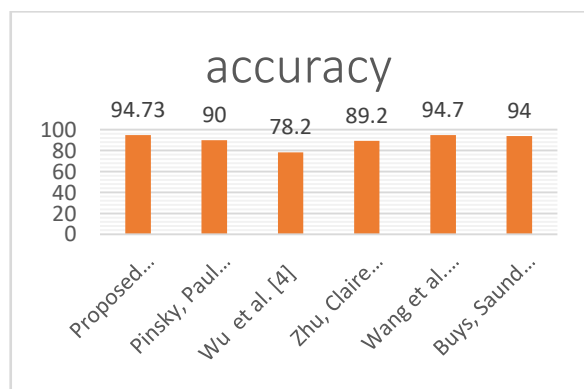 accuracy
94.73 90 78.2 89.2 94.7 94
100
80
60
40
20
0
Proposed...
Pinsky, Paul...
Wu et al. [4]
Zhu, Claire...
Wang et al....
Buys, Saund...